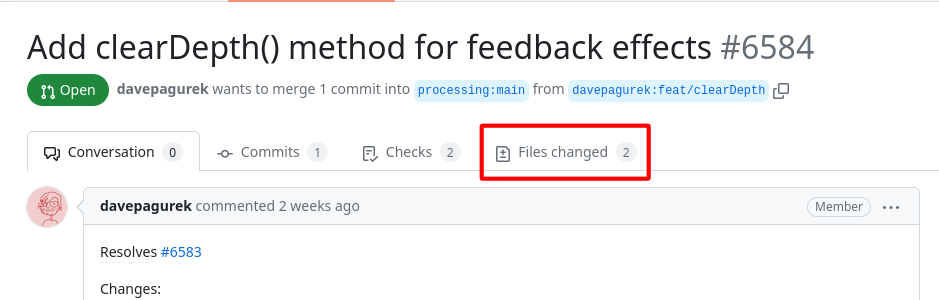 Add clearDepth() method for feedback effects #6584
Open davepagurek wants to merge 1 commit into processing:main from davepagurek:feat/clearDepth
Conversation 0 Commits 1 Checks 2 Files changed 2
davepagurek commented 2 weeks ago Member
Resolves #6583
Changes: